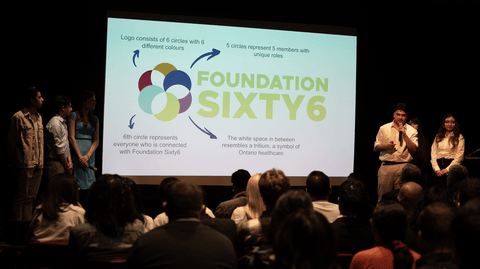 Logo consists of 6 circles with 6
different colours
5 circles represent 5 members with
unique roles
FOUNDATION
SIXTY6
6th circle represents
everyone who is connected
with Foundation Sixty6
The white space in between
resembles a trillium, a symbol of
Ontario healthcare